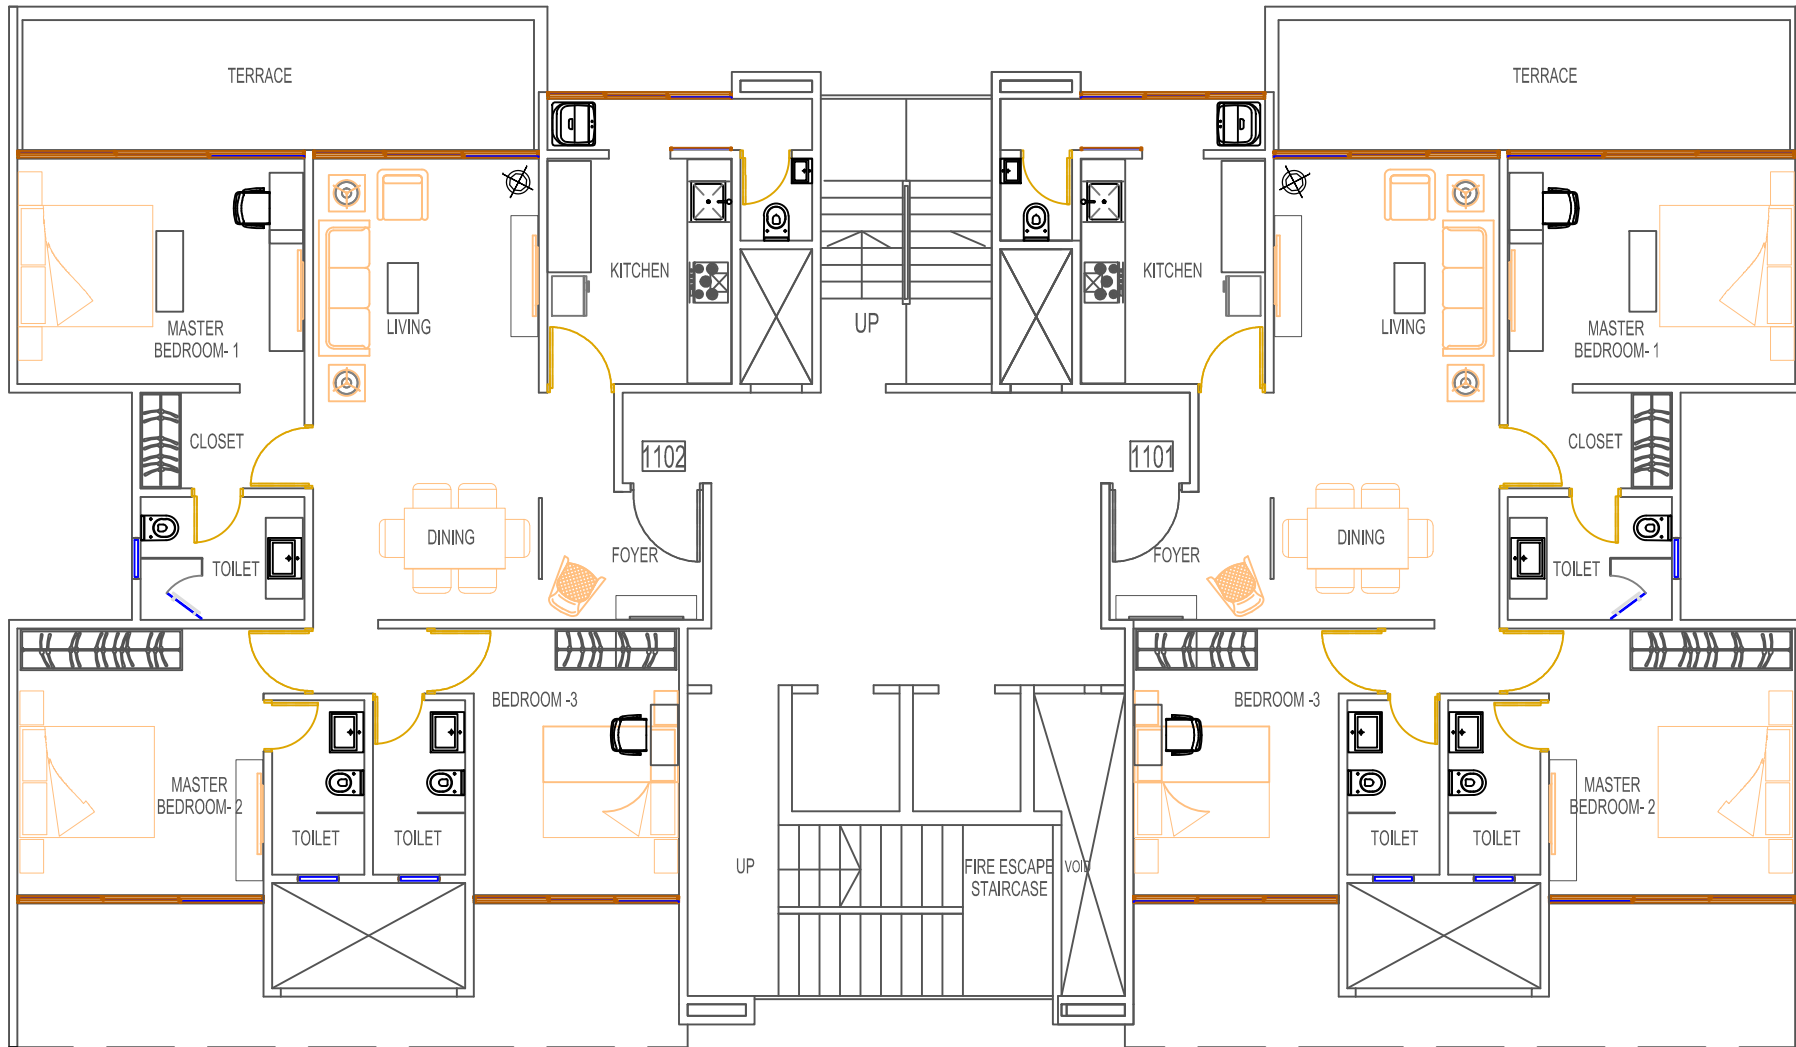 TERRACE
TERRACE
KITCHEN
KITCHEN
UP
LIVING
LIVING
MASTER
BEDROOM- 1
MASTER
BEDROOM- 1
CLOSET
1102
1101
CLOSET
DINING
FOYER
FOYER
DINING
TOILET
TOILET
BEDROOM -3
BEDROOM -3
MASTER
BEDROOM- 2
MASTER
BEDROOM- 2
TOILET
TOILET
TOILET
TOILET
UP
FIRE ESCAPE
STAIRCASE
VOID